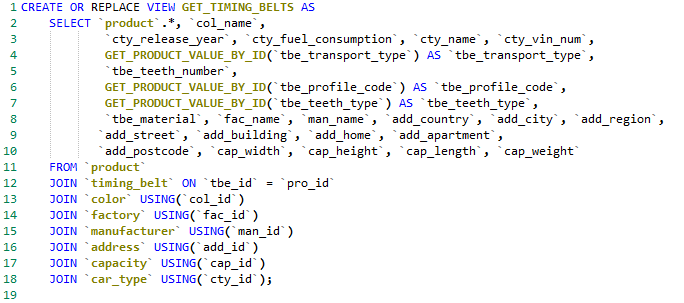 1 CREATE OR REPLACE VIEW GET_TIMING_BELTS AS
2 SELECT `product`.*, `col_name`,
3 `cty_release_year`, `cty_fuel_consumption`, `cty_name`, `cty_vin_num`,
4 GET_PRODUCT_VALUE_BY_ID(`tbe_transport_type`) AS `tbe_transport_type`,
5 `tbe_teeth_number`,
6 GET_PRODUCT_VALUE_BY_ID(`tbe_profile_code`) AS `tbe_profile_code`,
7 GET_PRODUCT_VALUE_BY_ID(`tbe_teeth_type`) AS `tbe_teeth_type`,
8 `tbe_material`, `fac_name`, `man_name`, `add_country`, `add_city`, `add_region`,
9 `add_street`, `add_building`, `add_home`, `add_apartment`,
10 `add_postcode`, `cap_width`, `cap_height`, `cap_length`, `cap_weight`
11 FROM `product`
12 JOIN `timing_belt` ON `tbe_id` = `pro_id`
13 JOIN `color` USING(`col_id`)
14 JOIN `factory` USING(`fac_id`)
15 JOIN `manufacturer` USING(`man_id`)
16 JOIN `address` USING(`add_id`)
17 JOIN `capacity` USING(`cap_id`)
18 JOIN `car_type` USING(`cty_id`);
19